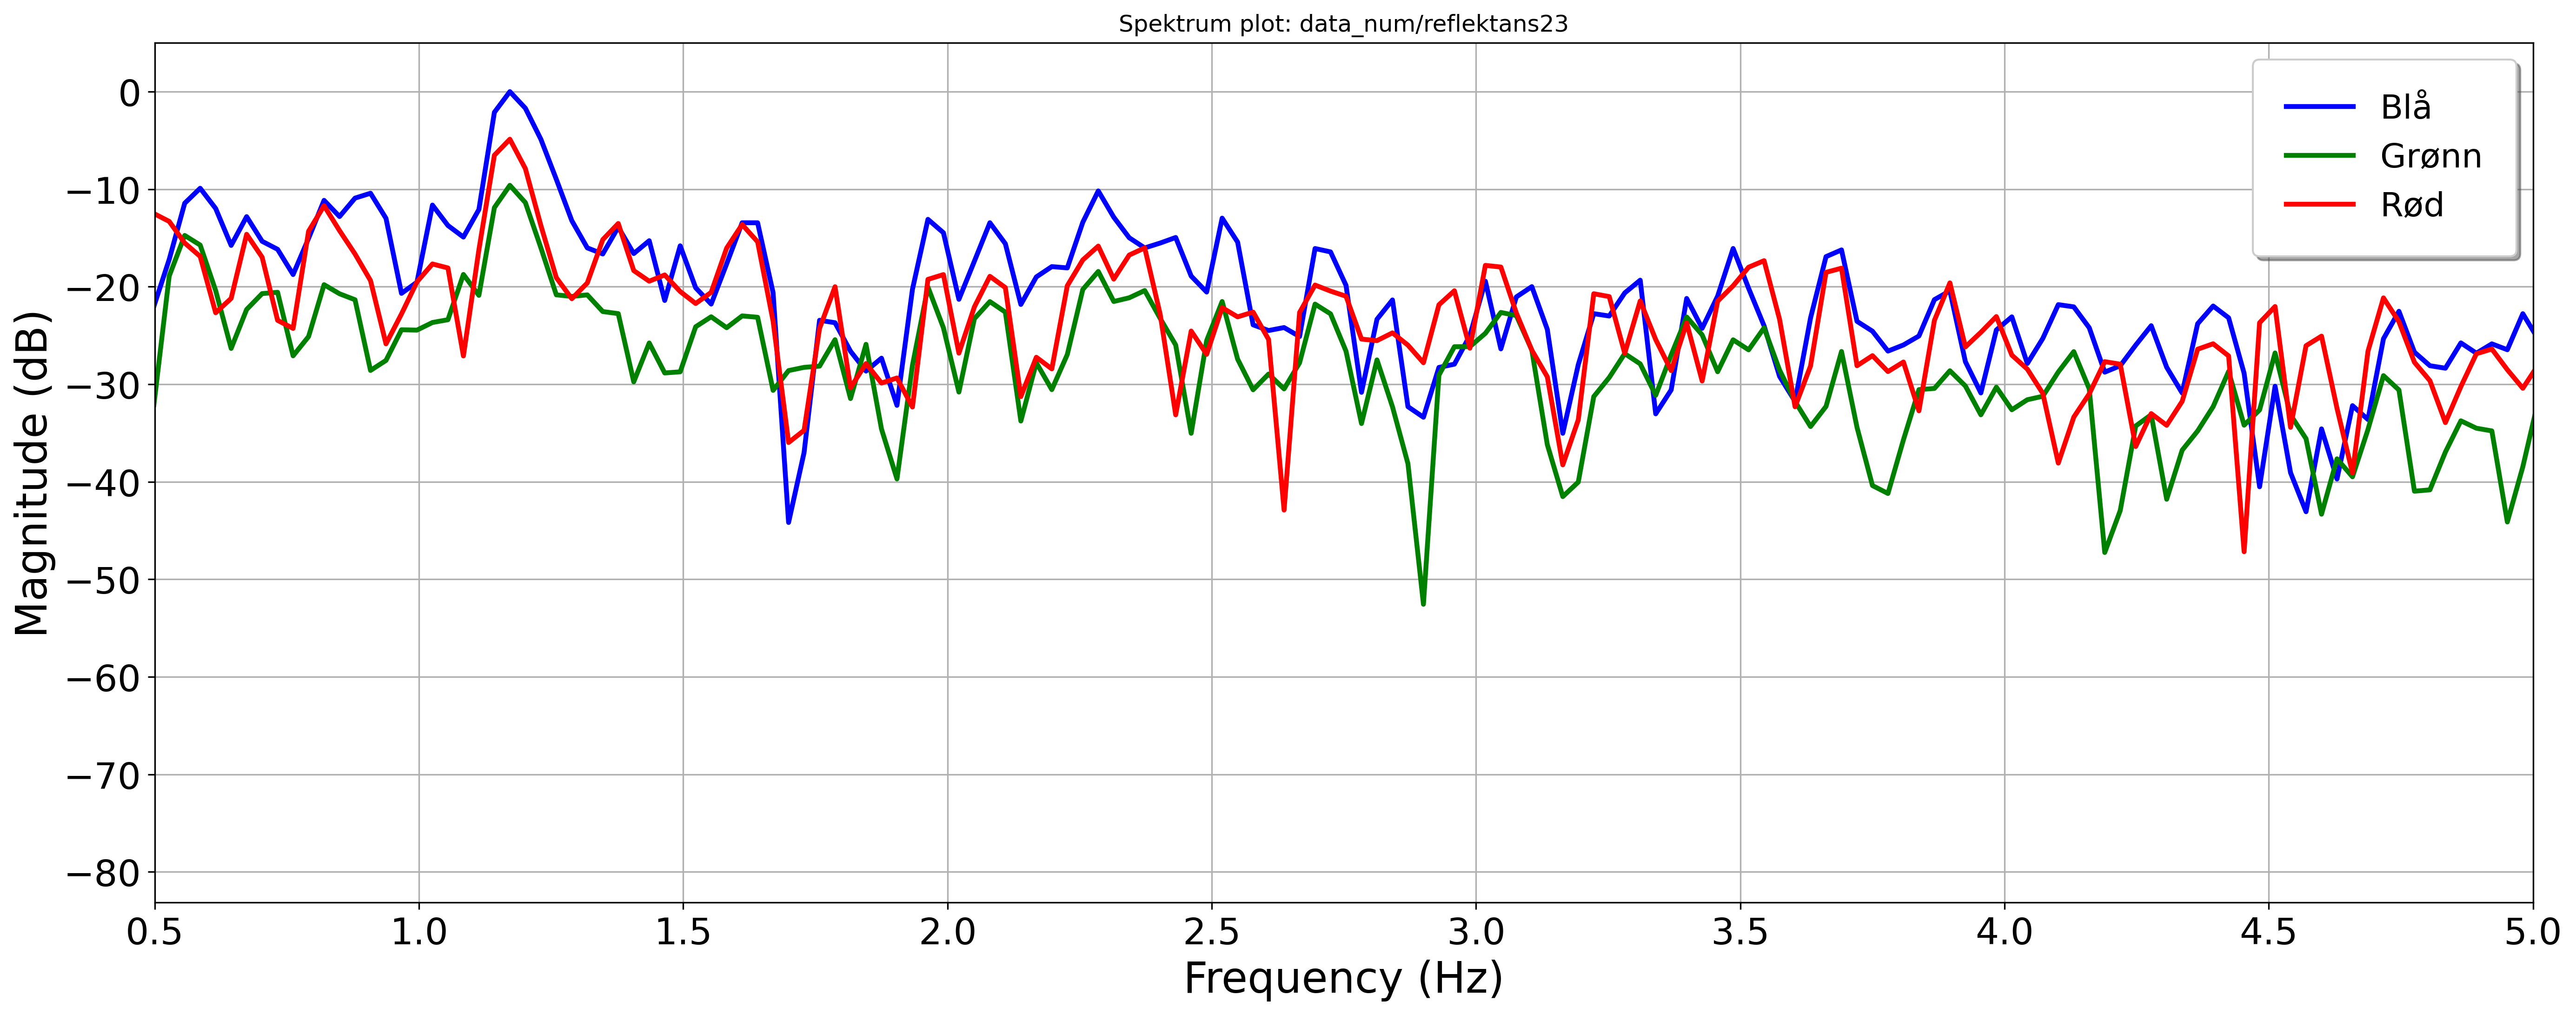 Spektrum plot: data_num/reflektans23
Magnitude (dB)
0
−10
−20
−30
−40
−50
−60
−70
−80
Blå
Grønn
Rød
0.5 1.0 1.5 2.0 2.5 3.0 3.5 4.0 4.5 5.0
Frequency (Hz)